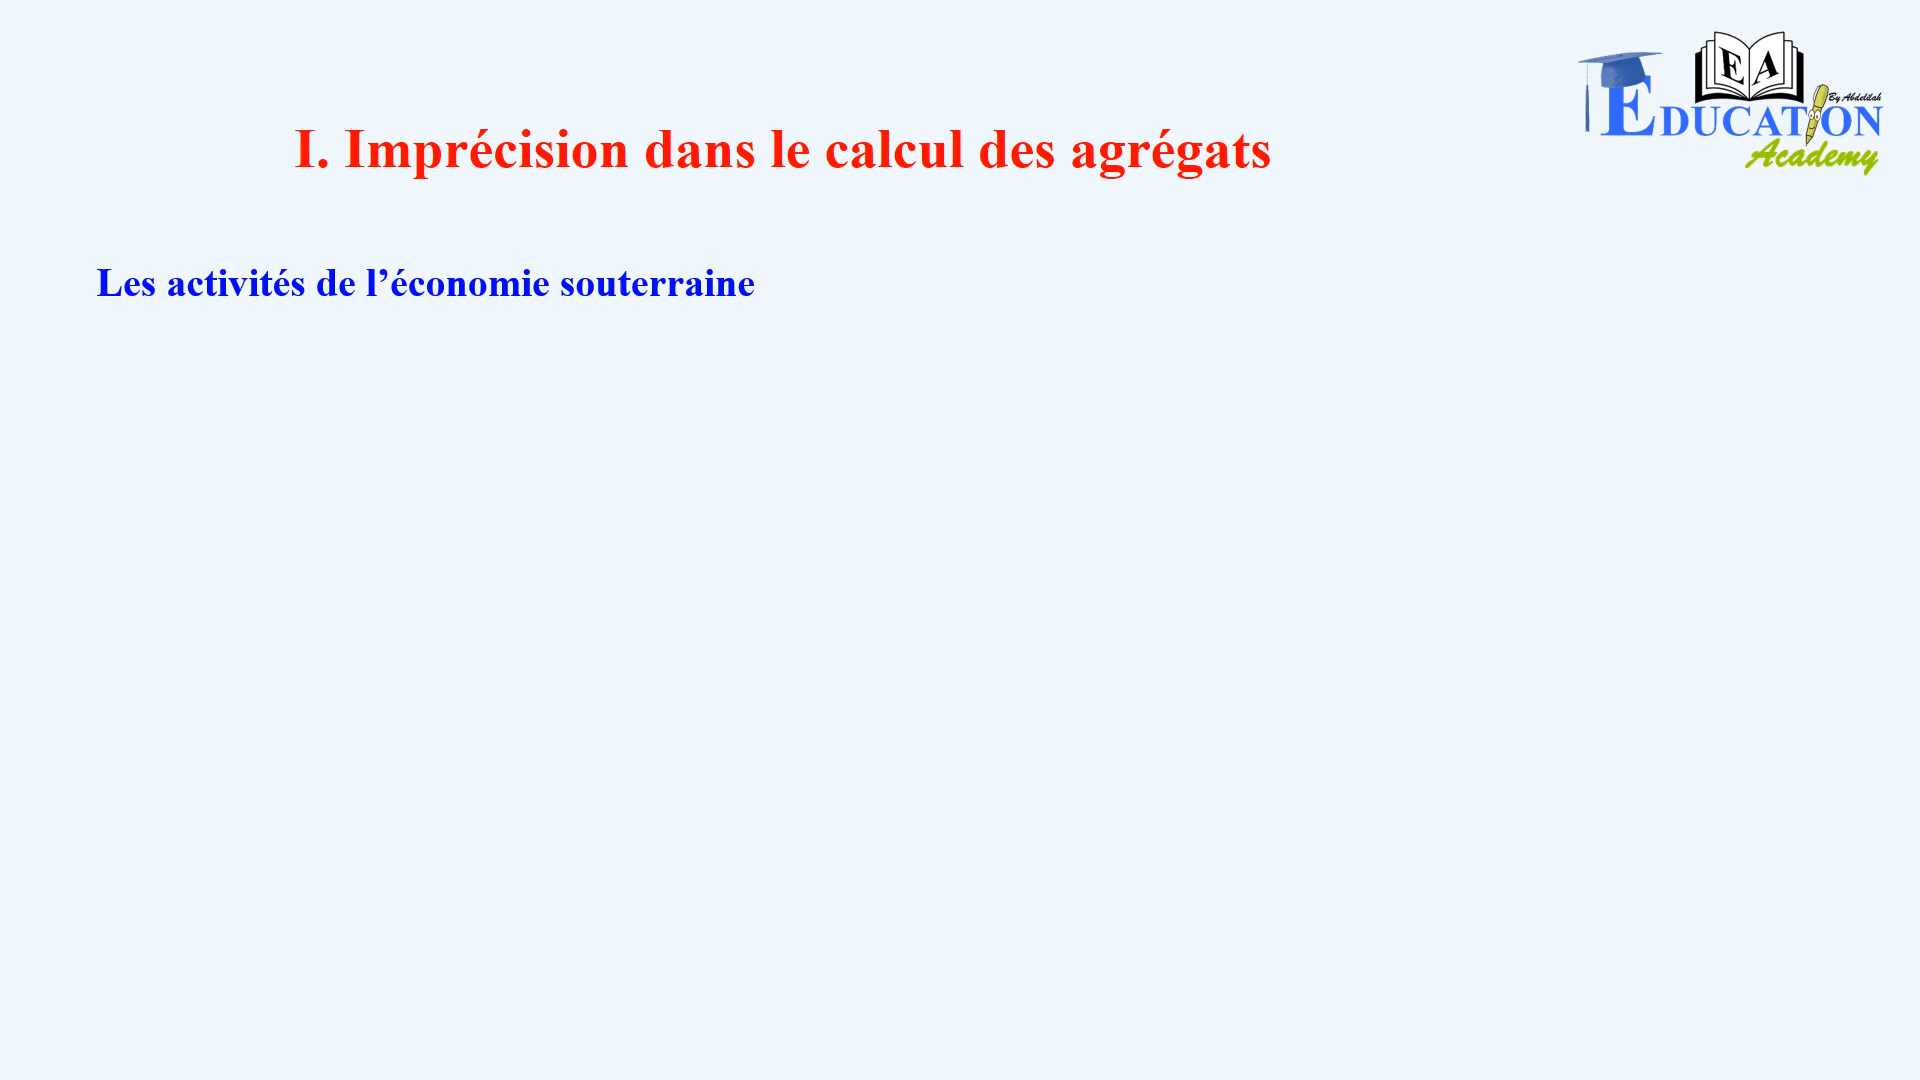 EA
By Abdelilah
EDUCATION
Academy
I. Imprécision dans le calcul des agrégats
Les activités de l’économie souterraine